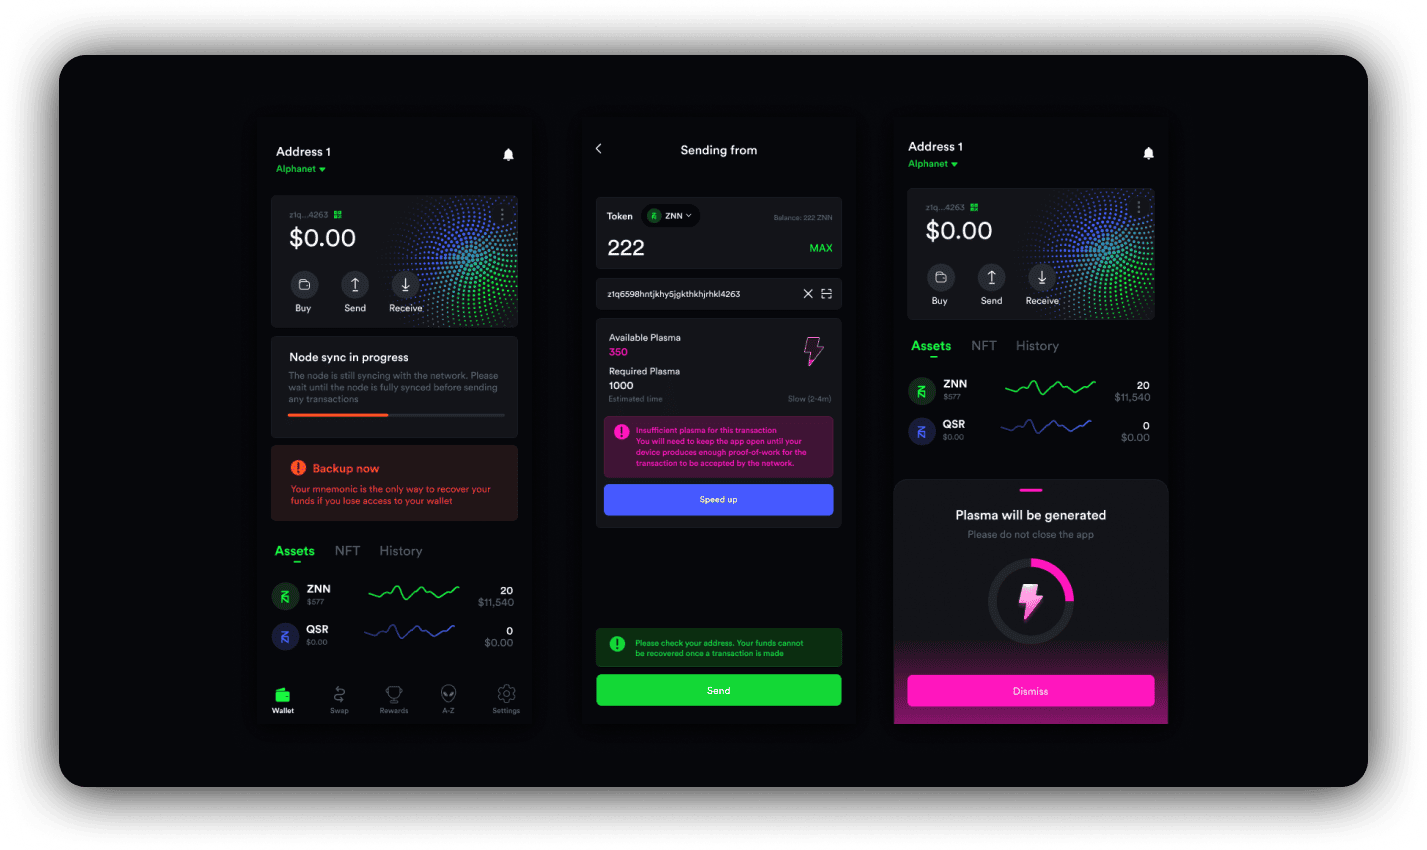 Address 1
Alphanet
z1q...4263
$0.00
Buy
Send
Receive
Node sync in progress
The node is still syncing with the network. Please
wait until the node is fully synced before sending
any transactions
Backup now
Your mnemonic is the only way to recover your
funds if you lose access to your wallet
Assets NFT History
ZNN
$577
20
$11,540
QSR
$0.00
0
$0.00
Wallet
Swap
Rewards
A-Z
Settings
Sending from
Token
ZNN
Balance: 222 ZNN
222
MAX
z1q6598hntjkhy5jgkthkhjrhkl4263
Available Plasma
350
Required Plasma
1000
Estimated time
Slow (2-4m)
Insufficient plasma for this transaction
You will need to keep the app open until your
device produces enough proof-of-work for the
transaction to be accepted by the network.
Speed up
Please check your address. Your funds cannot
be recovered once a transaction is made
Send
Address 1
Alphanet
z1q...4263
$0.00
Buy
Send
Receive
Assets NFT History
ZNN
$577
20
$11,540
QSR
$0.00
0
$0.00
Plasma will be generated
Please do not close the app
Dismiss